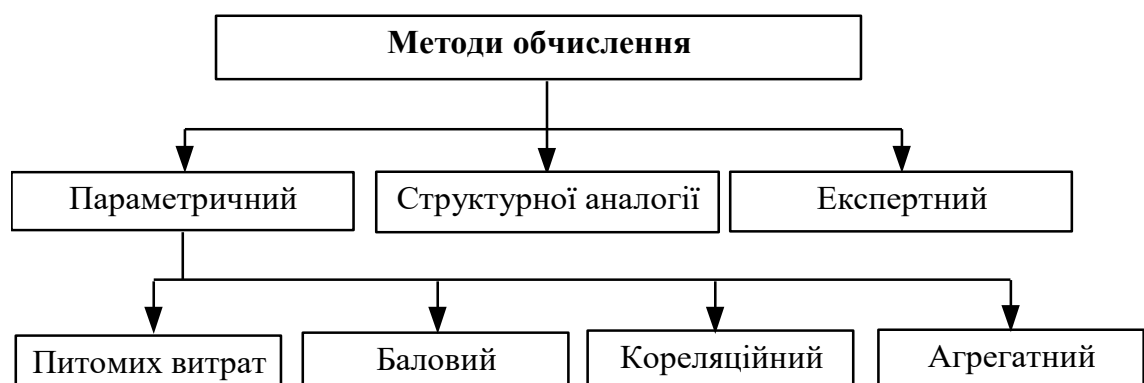 Методи обчислення
Параметричний
Структурної аналогії
Експертний
Питомих витрат
Баловий
Кореляційний
Агрегатний